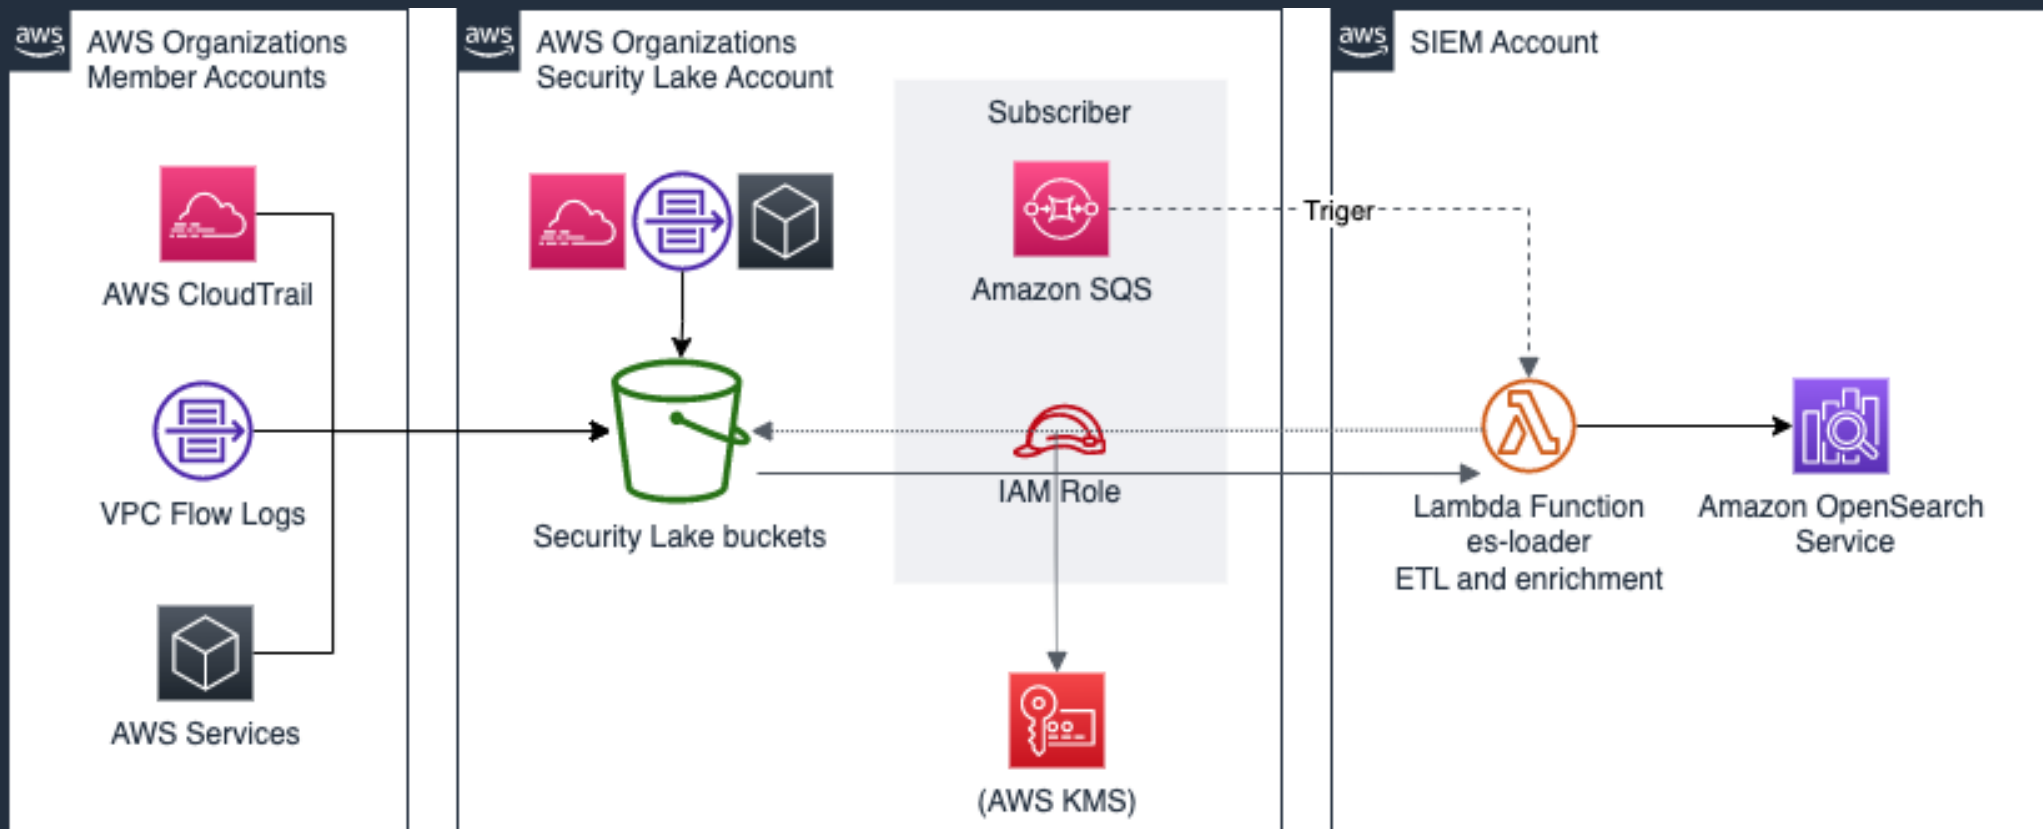 aws
AWS Organizations
Member Accounts
AWS CloudTrail
VPC Flow Logs
AWS Services
aws
AWS Organizations
Security Lake Account
Security Lake buckets
Subscriber
Amazon SQS
IAM Role
(AWS KMS)
Triger
aws
SIEM Account
Lambda Function
es-loader
ETL and enrichment
Amazon OpenSearch
Service